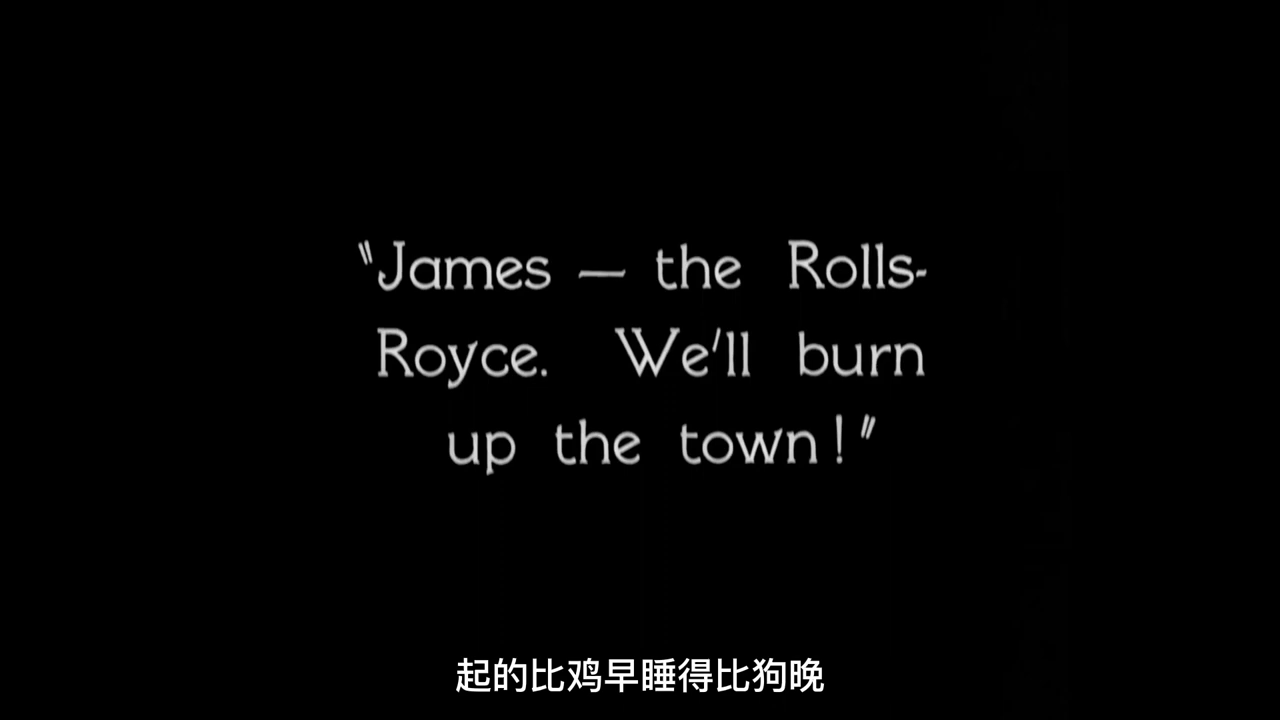 "James — the Rolls-
Royce. We'll burn
up the town!"
起的比鸡早睡得比狗晚